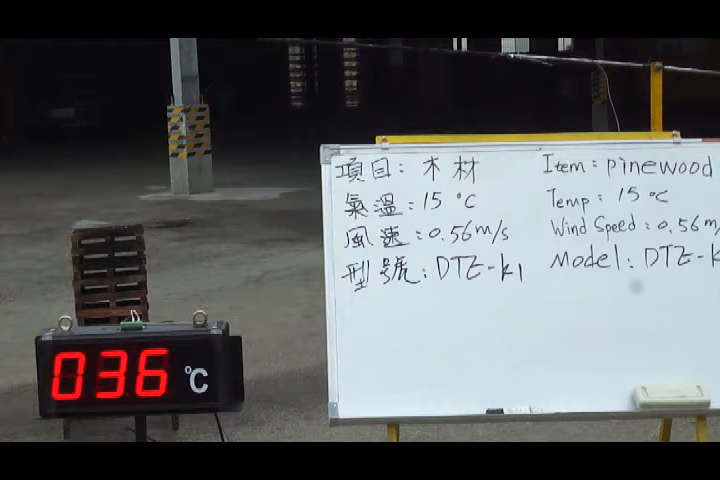 項目：木材
氣溫：15℃
風速：0.56m/s
型號：DTZ-k1
Item：pinewood
Temp：15℃
Wind Speed：0.56m/
Model：DTZ-k
036 ℃